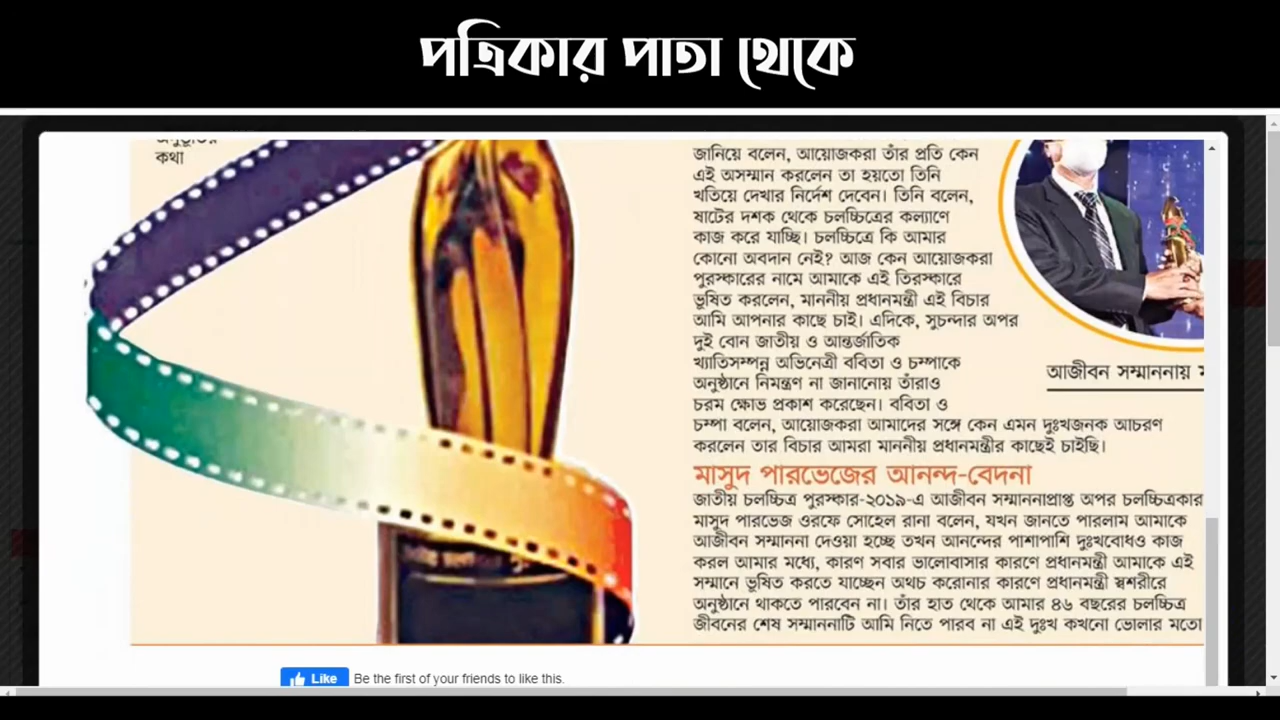 পত্রিকার পাতা থেকে
কথা
জানিয়ে বলেন, আয়োজকরা তাঁর প্রতি কেন
এই অসম্মান করলেন তা হয়তো তিনি
খতিয়ে দেখার নির্দেশ দেবেন। তিনি বলেন,
ষাটের দশক থেকে চলচ্চিত্রের কল্যাণে
কাজ করে যাচ্ছি। চলচ্চিত্রে কি আমার
কোনো অবদান নেই? আজ কেন আয়োজকরা
পুরস্কারের নামে আমাকে এই তিরস্কারে
ভূষিত করলেন, মাননীয় প্রধানমন্ত্রী এই বিচার
আমি আপনার কাছে চাই। এদিকে, সুচন্দার অপর
দুই বোন জাতীয় ও আন্তর্জাতিক
খ্যাতিসম্পন্ন অভিনেত্রী ববিতা ও চম্পাকে
অনুষ্ঠানে নিমন্ত্রণ না জানানোয় তাঁরাও
চরম ক্ষোভ প্রকাশ করেছেন। ববিতা ও
চম্পা বলেন, আয়োজকরা আমাদের সঙ্গে কেন এমন দুঃখজনক আচরণ
করলেন তার বিচার আমরা মাননীয় প্রধানমন্ত্রীর কাছেই চাইছি।
আজীবন সম্মাননায়
মাসুদ পারভেজের আনন্দ-বেদনা
জাতীয় চলচ্চিত্র পুরস্কার-২০১৯-এ আজীবন সম্মাননাপ্রাপ্ত অপর চলচ্চিত্রকার
মাসুদ পারভেজ ওরফে সোহেল রানা বলেন, যখন জানতে পারলাম আমাকে
আজীবন সম্মাননা দেওয়া হচ্ছে তখন আনন্দের পাশাপাশি দুঃখবোধও কাজ
করল আমার মধ্যে, কারণ সবার ভালোবাসার কারণে প্রধানমন্ত্রী আমাকে এই
সম্মানে ভূষিত করতে যাচ্ছেন অথচ করোনার কারণে প্রধানমন্ত্রী স্বশরীরে
অনুষ্ঠানে থাকতে পারবেন না। তাঁর হাত থেকে আমার ৪৬ বছরের চলচ্চিত্র
জীবনের শেষ সম্মাননাটি আমি নিতে পারব না এই দুঃখ কখনো ভোলার মতো
Like Be the first of your friends to like this.